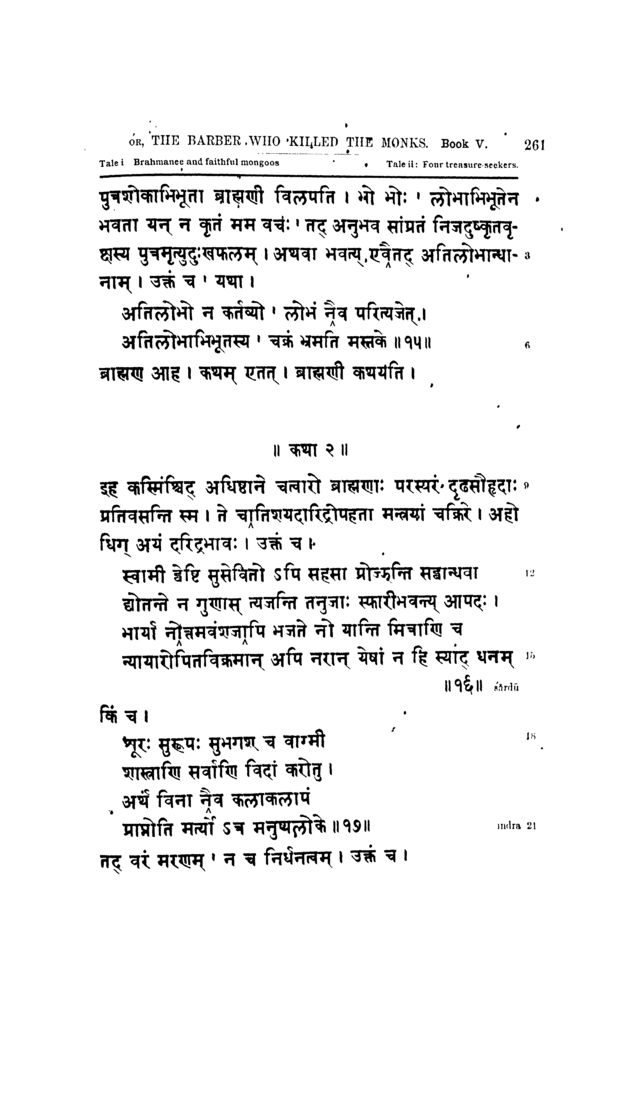 OR, THE BARBER WHO KILLED THE MONKS. Book V. 261
Tale i Brahmanee and faithful mongoos Tale ii: Four treasure-seekers.
पुत्रशोकाभिभूता ब्राह्मणी विलपति । भो भोः ' लोभाभिभूतेन
भवता यन् न कृतं मम वचः ' तद् अनुभव सांप्रतं निजदुष्कृतवृ-
क्षस्य पुत्रमृत्युदुःखफलम् । अथवा भवत्य् एवैतद् अतिलोभान्धा- 3
नाम् । उक्तं च ' यथा ।
अतिलोभो न कर्तव्यो ' लोभं नैव परित्यजेत् ।
अतिलोभाभिभूतस्य ' चक्रं भ्रमति मस्तके ॥१५॥ 6
ब्राह्मण आह । कथम् एतत् । ब्राह्मणी कथयति ।
॥ कथा २॥
इह कस्मिंश्चिद् अधिष्ठाने चत्वारो ब्राह्मणाः परस्परं दृढसौहृदाः 9
प्रतिवसन्ति स्म । ते चातिशयदारिद्रोपहता मन्त्रयां चक्रिरे । अहो
धिग् अयं दरिद्रभावः । उक्तं च ।
स्वामी द्वेष्टि सुसेवितो ऽपि सहसा प्रोज्झन्ति सद्बान्धवा 12
द्योतन्ते न गुणास् त्यजन्ति तनुजाः स्फारीभवन्त्य् आपदः ।
भार्या नोत्तमवंशजापि भजते नो यान्ति मित्राणि च
न्यायारोपितविक्रमान् अपि नरान् येषां न हि स्याद् धनम् 15
॥१६॥ śārdū
किं च ।
शूरः सुरूपः सुभगश् च वाग्मी 18
शास्त्राणि सर्वाणि विदां करोतु ।
अर्थं विना नैव कलाकलापं
प्राप्नोति मर्त्यो ऽत्र मनुष्यलोके ॥१७॥ indra 21
तद् वरं मरणम् ' न च निर्धनत्वम् । उक्तं च ।